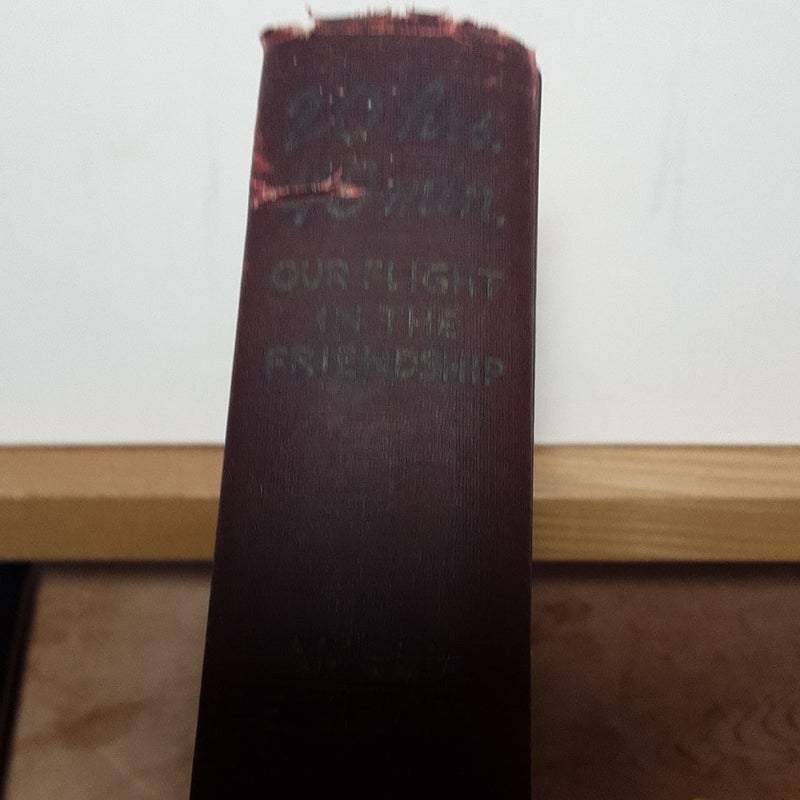 20 Hrs.
40 min.
OUR FLIGHT
IN THE
FRIENDSHIP